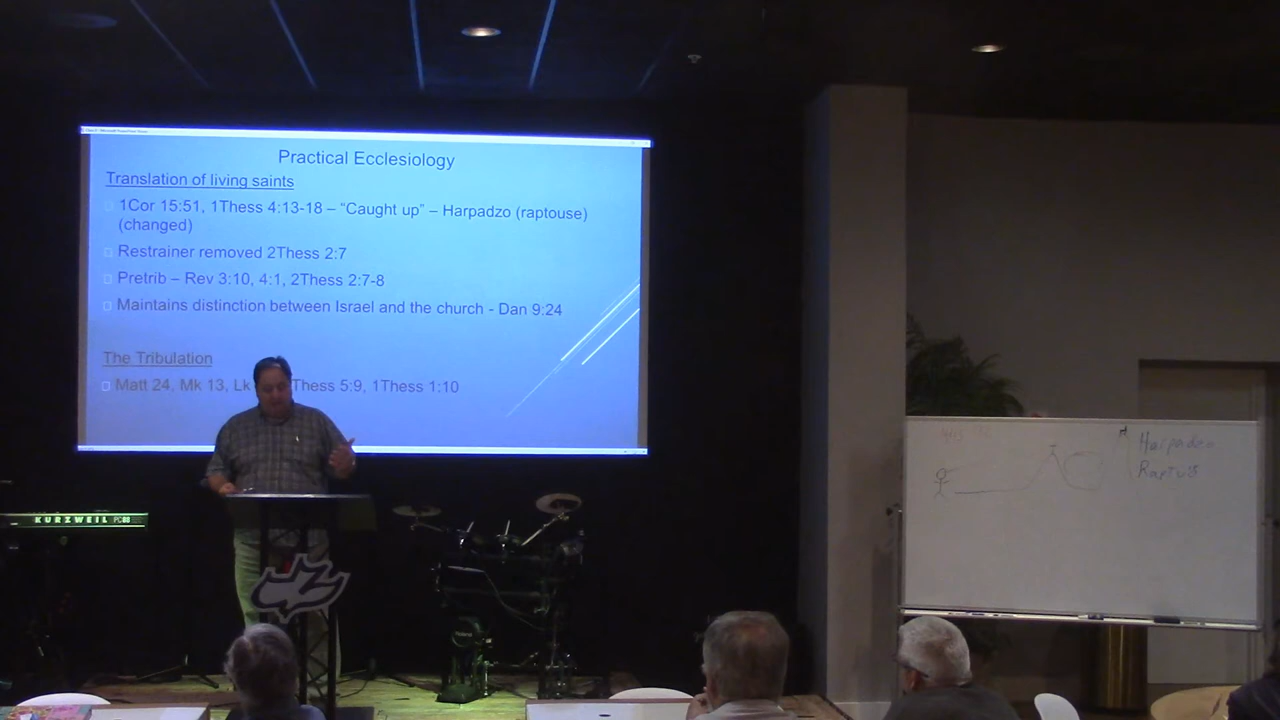 Practical Ecclesiology
Translation of living saints
1Cor 15:51, 1Thess 4:13-18 – “Caught up” – Harpadzo (raptouse)
(changed)
Restrainer removed 2Thess 2:7
Pretrib – Rev 3:10, 4:1, 2Thess 2:7-8
Maintains distinction between Israel and the church - Dan 9:24
The Tribulation
Matt 24, Mk 13, Lk Thess 5:9, 1Thess 1:10
KURZWEIL PC88
Harpadzo
Raptus